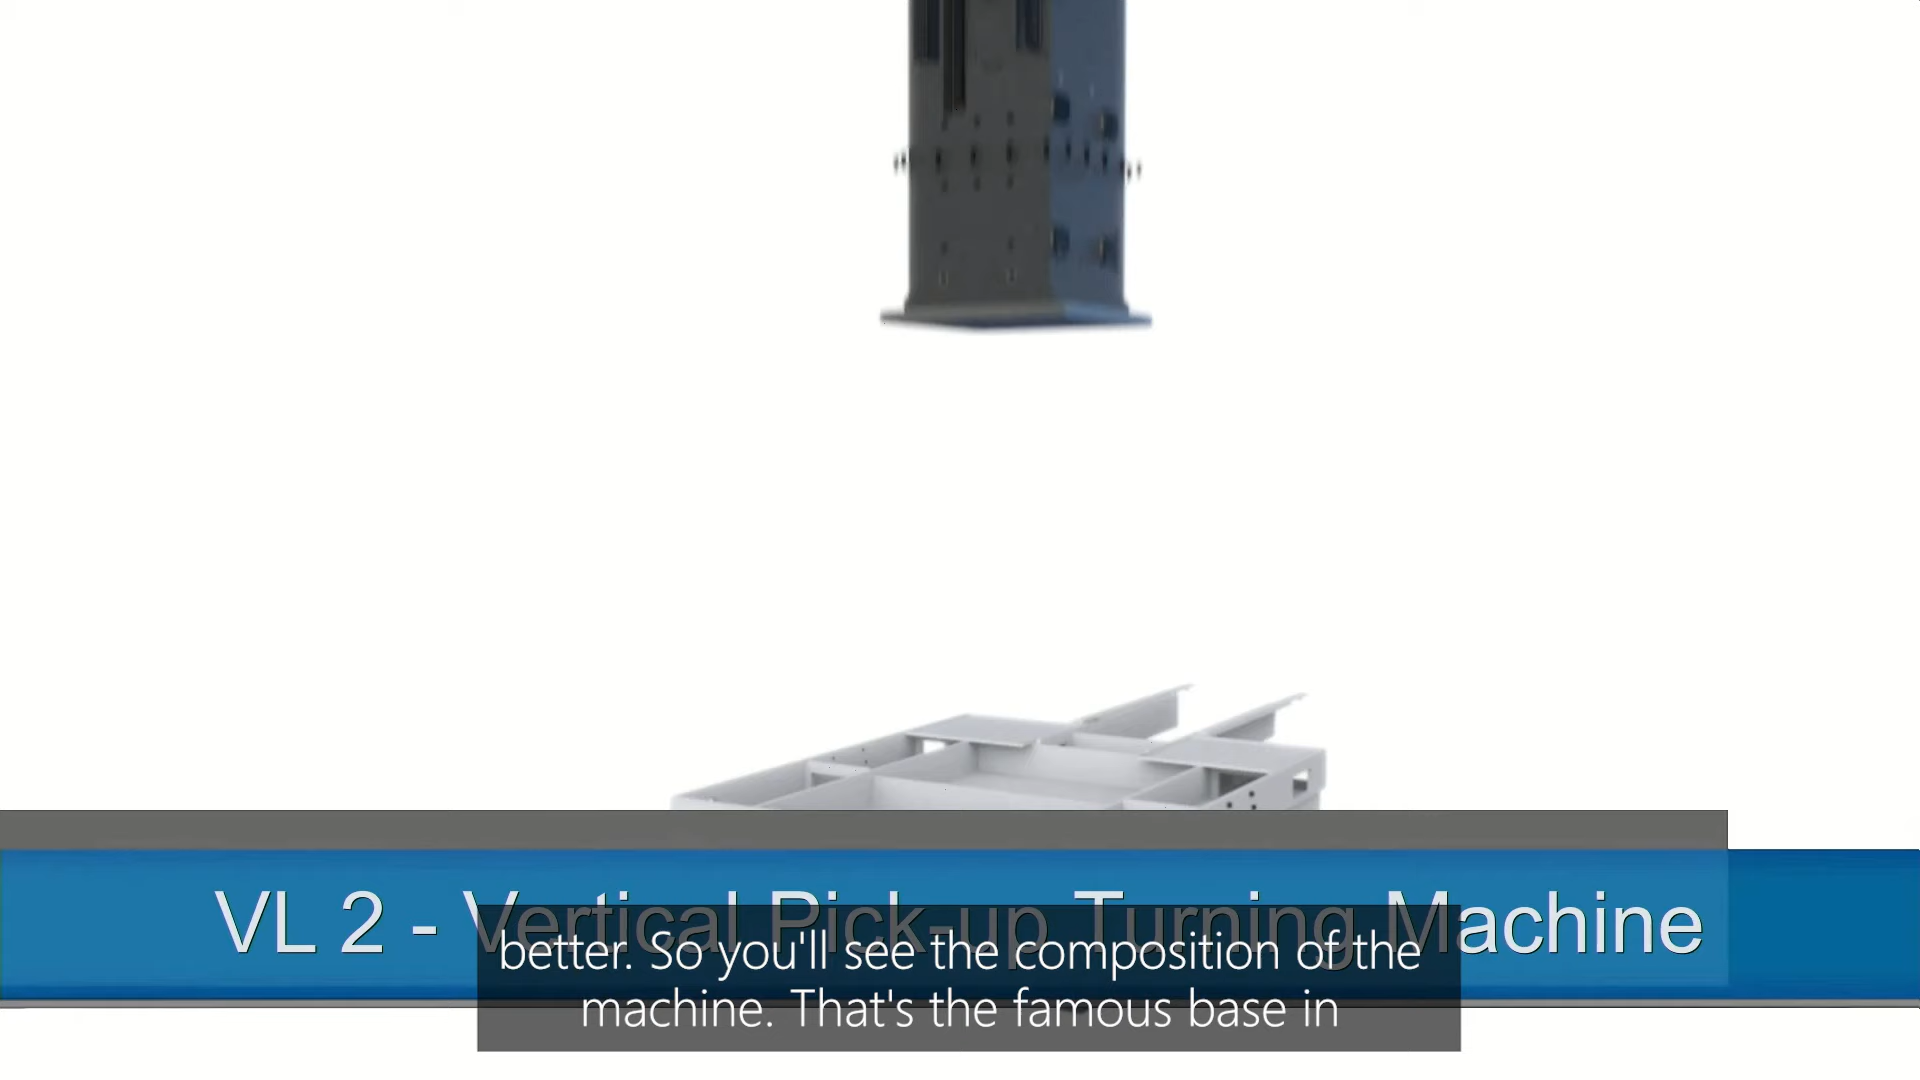 VL 2 - Vertical Pick-up Turning Machine
better. So you'll see the composition of the
machine. That's the famous base in